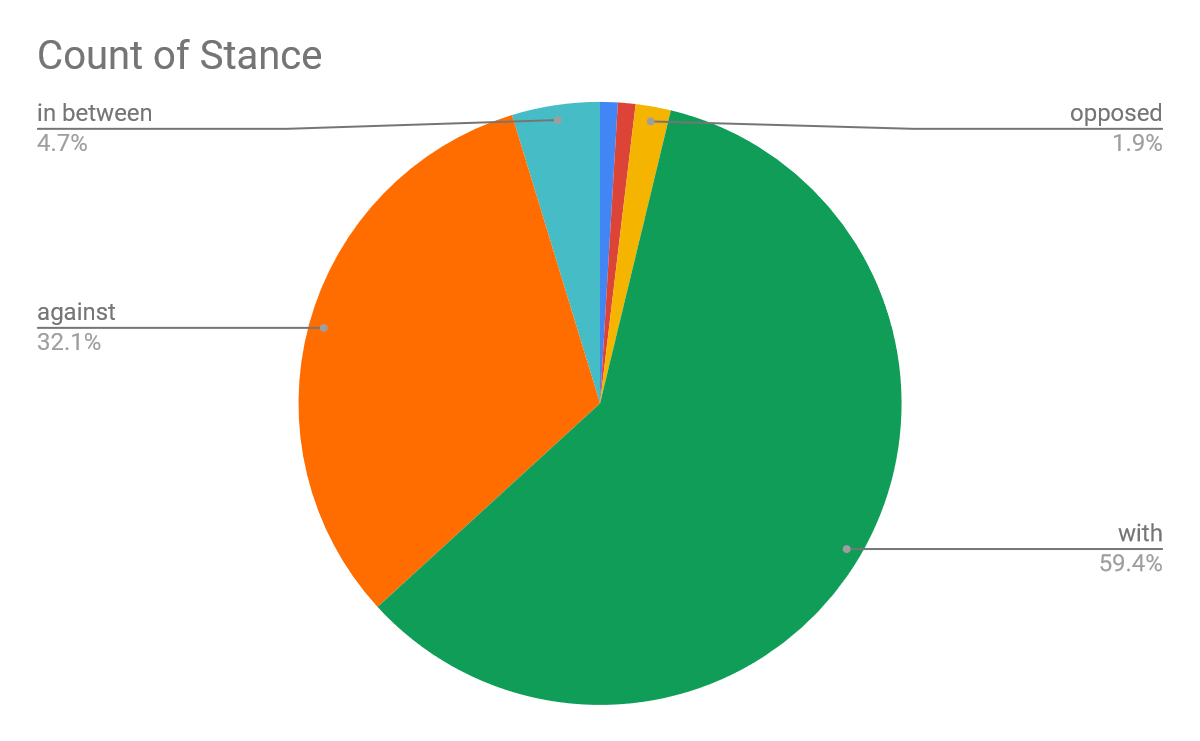 Count of Stance
in between
4.7%
opposed
1.9%
against
32.1%
with
59.4%